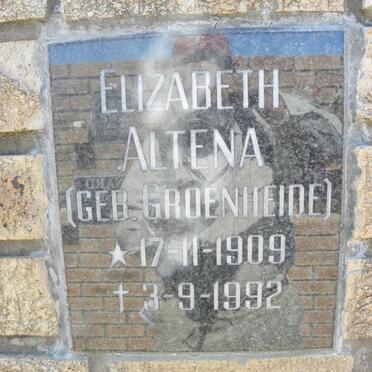 ELIZABETH
ALTENA
(GEB. GROENHEIDE)
★ 17-11-1909
✝ 3-9-1992